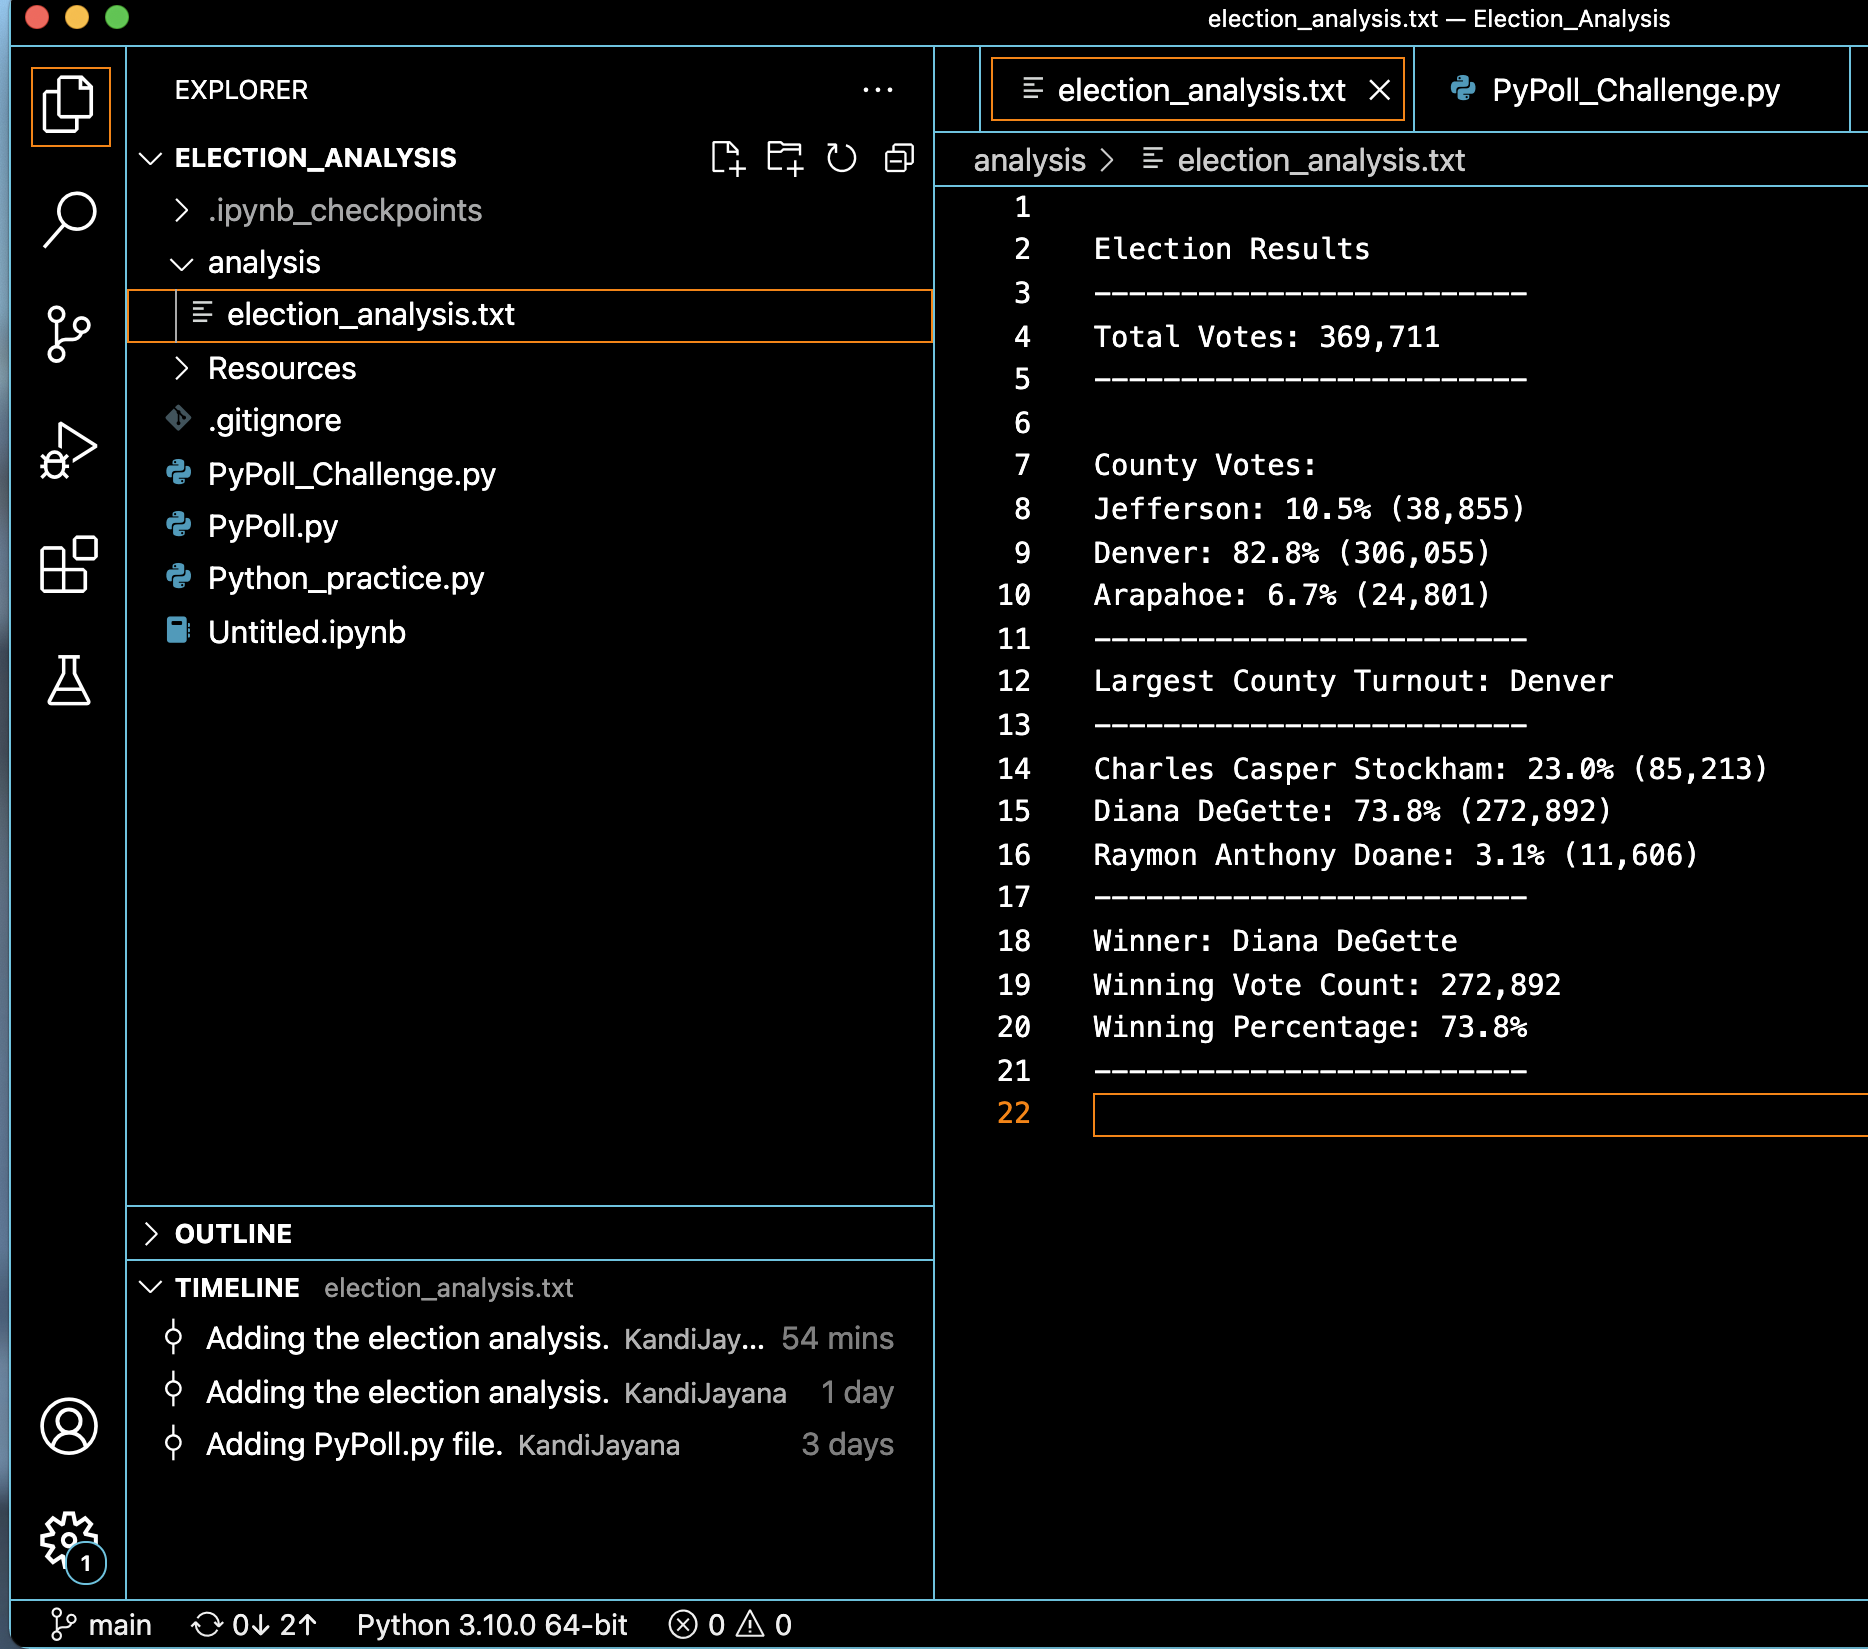 election_analysis.txt — Election_Analysis
EXPLORER
ELECTION_ANALYSIS
.ipynb_checkpoints
analysis
election_analysis.txt
Resources
.gitignore
PyPoll_Challenge.py
PyPoll.py
Python_practice.py
Untitled.ipynb
OUTLINE
TIMELINE election_analysis.txt
Adding the election analysis. KandiJay... 54 mins
Adding the election analysis. KandiJayana 1 day
Adding PyPoll.py file. KandiJayana 3 days
election_analysis.txt PyPoll_Challenge.py
analysis > election_analysis.txt
1
2 Election Results
3 -------------------------
4 Total Votes: 369,711
5 -------------------------
6
7 County Votes:
8 Jefferson: 10.5% (38,855)
9 Denver: 82.8% (306,055)
10 Arapahoe: 6.7% (24,801)
11 -------------------------
12 Largest County Turnout: Denver
13 -------------------------
14 Charles Casper Stockham: 23.0% (85,213)
15 Diana DeGette: 73.8% (272,892)
16 Raymon Anthony Doane: 3.1% (11,606)
17 -------------------------
18 Winner: Diana DeGette
19 Winning Vote Count: 272,892
20 Winning Percentage: 73.8%
21 -------------------------
22
1
main 0↓ 2↑ Python 3.10.0 64-bit 0 0